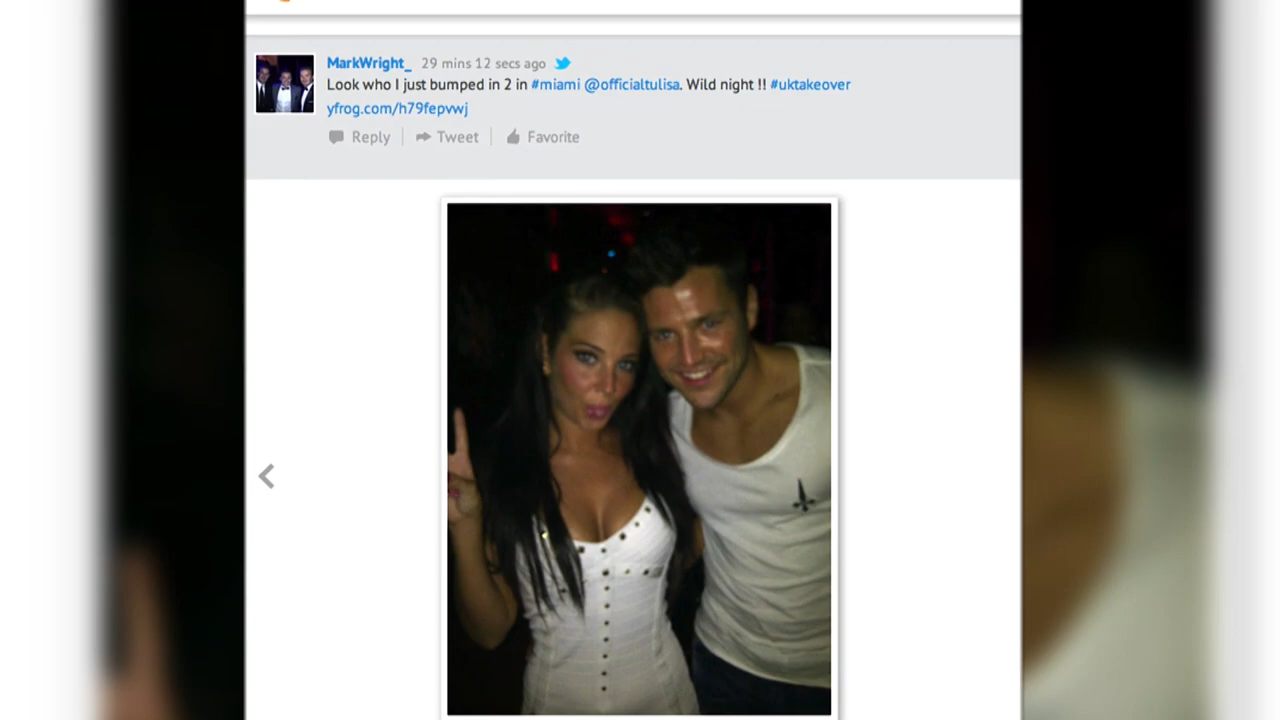 MarkWright_ 29 mins 12 secs ago
Look who I just bumped in 2 in #miami @officialtulisa. Wild night !! #uktakeover
yfrog.com/h79fepvwj
Reply Tweet Favorite